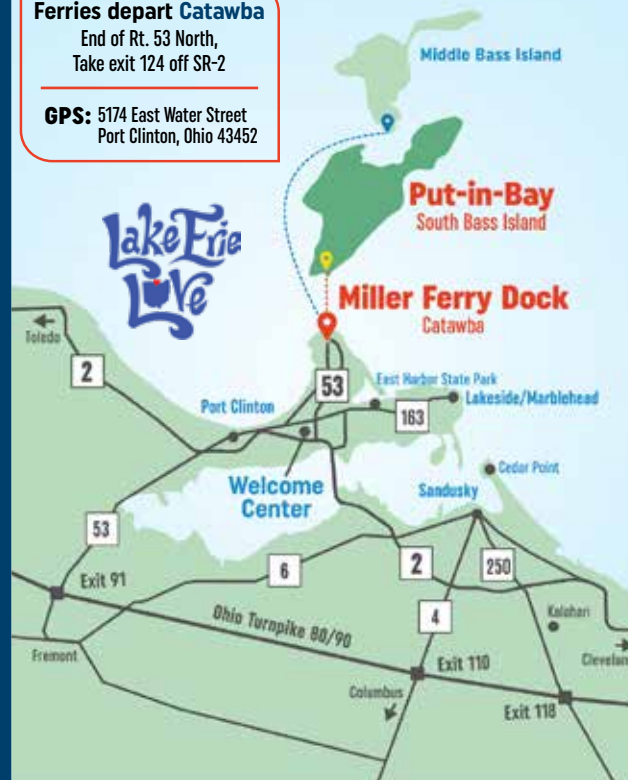 Ferries depart Catawba
End of Rt. 53 North,
Take exit 124 off SR-2
GPS: 5174 East Water Street
Port Clinton, Ohio 43452
Middle Bass Island
Put-in-Bay
South Bass Island
Lake Erie
Love
Miller Ferry Dock
Catawba
Toledo
2
53
East Harbor State Park
Lakeside/Marblehead
163
Port Clinton
Welcome
Center
Cedar Point
Sandusky
53
6
2
250
Exit 91
4
Ohio Turnpike 80/90
Kalahari
Fremont
Clevelan
Exit 110
Columbus
Exit 118